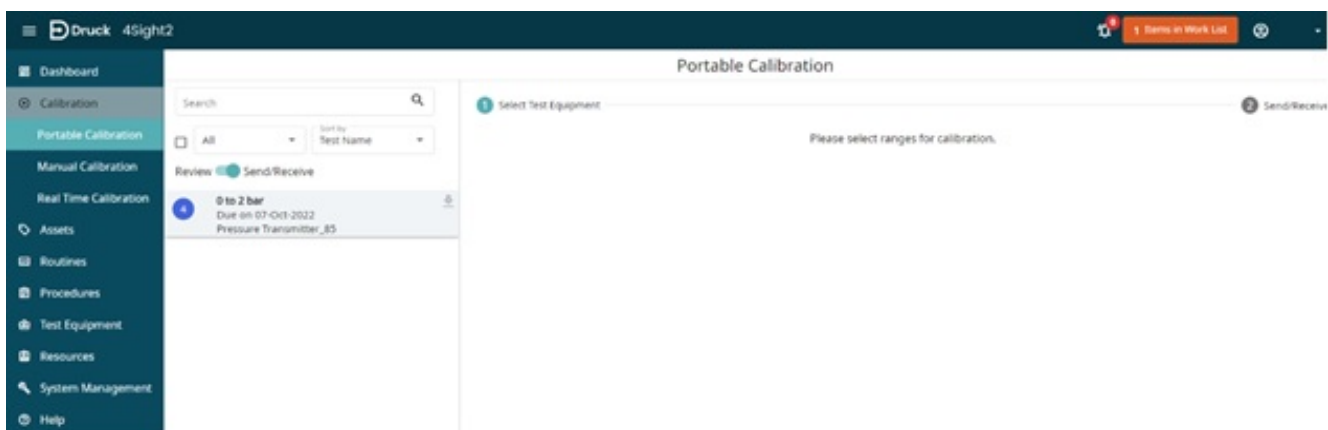 Druck 4Sight2
1 Items in Work List
Dashboard
Calibration
Portable Calibration
Manual Calibration
Real Time Calibration
Assets
Routines
Procedures
Test Equipment
Resources
System Management
Help
Portable Calibration
Search
All
Sort by
Test Name
Review Send/Receive
4
0 to 2 bar
Due on 07-Oct-2022
Pressure Transmitter_85
1 Select Test Equipment
2 Send/Receive
Please select ranges for calibration.